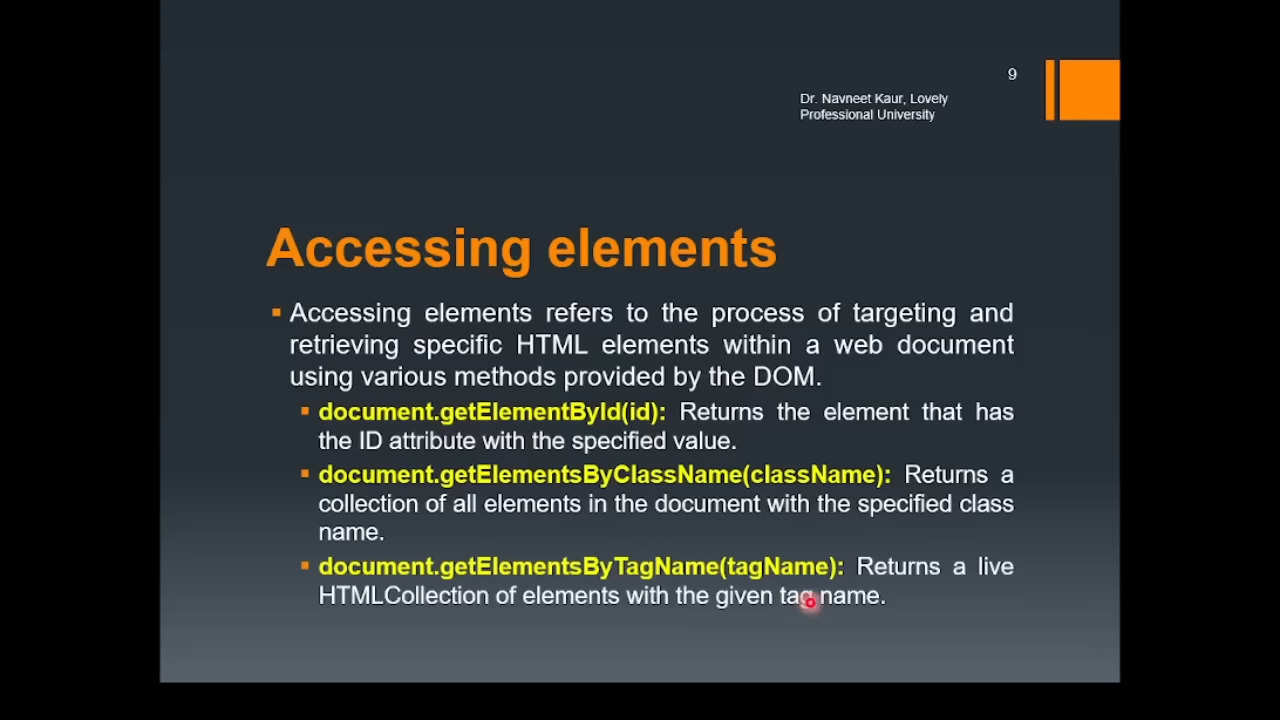 9
Dr. Navneet Kaur, Lovely
Professional University
Accessing elements
Accessing elements refers to the process of targeting and
retrieving specific HTML elements within a web document
using various methods provided by the DOM.
document.getElementById(id): Returns the element that has
the ID attribute with the specified value.
document.getElementsByClassName(className): Returns a
collection of all elements in the document with the specified class
name.
document.getElementsByTagName(tagName): Returns a live
HTMLCollection of elements with the given tag name.